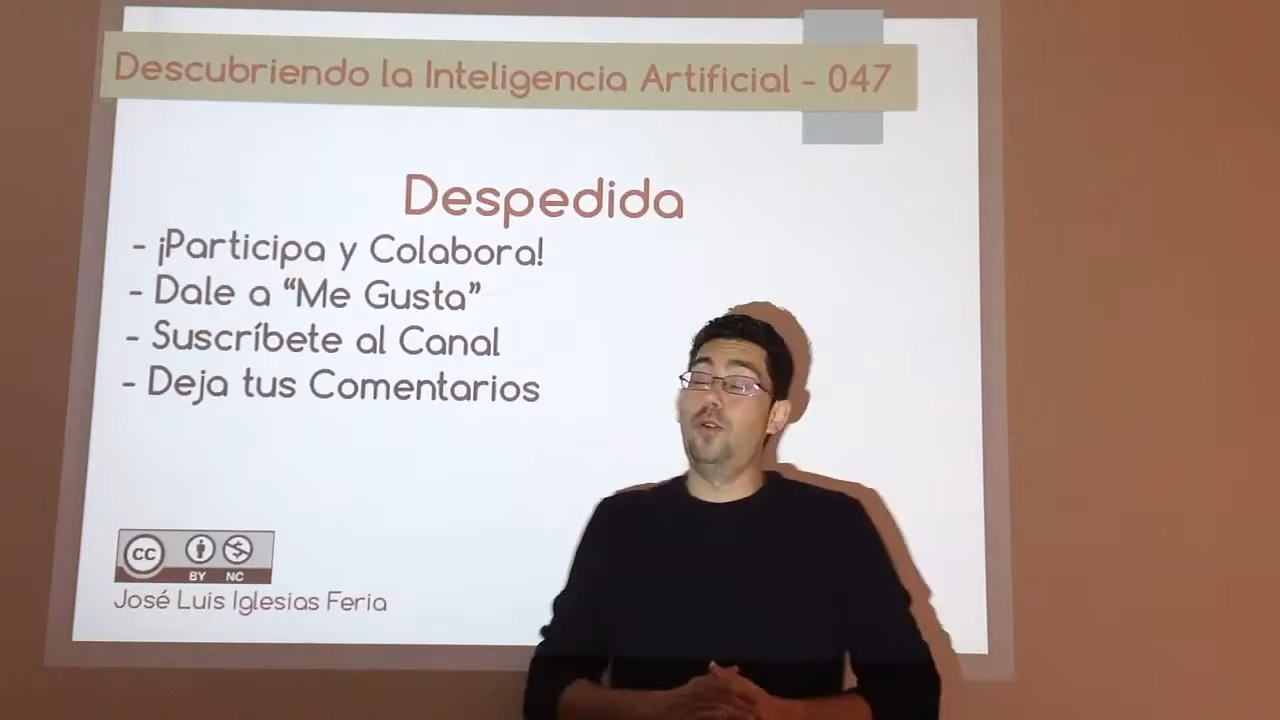 Descubriendo la Inteligencia Artificial - 047
Despedida
- ¡Participa y Colabora!
- Dale a “Me Gusta”
- Suscríbete al Canal
- Deja tus Comentarios
CC BY NC
José Luis Iglesias Feria